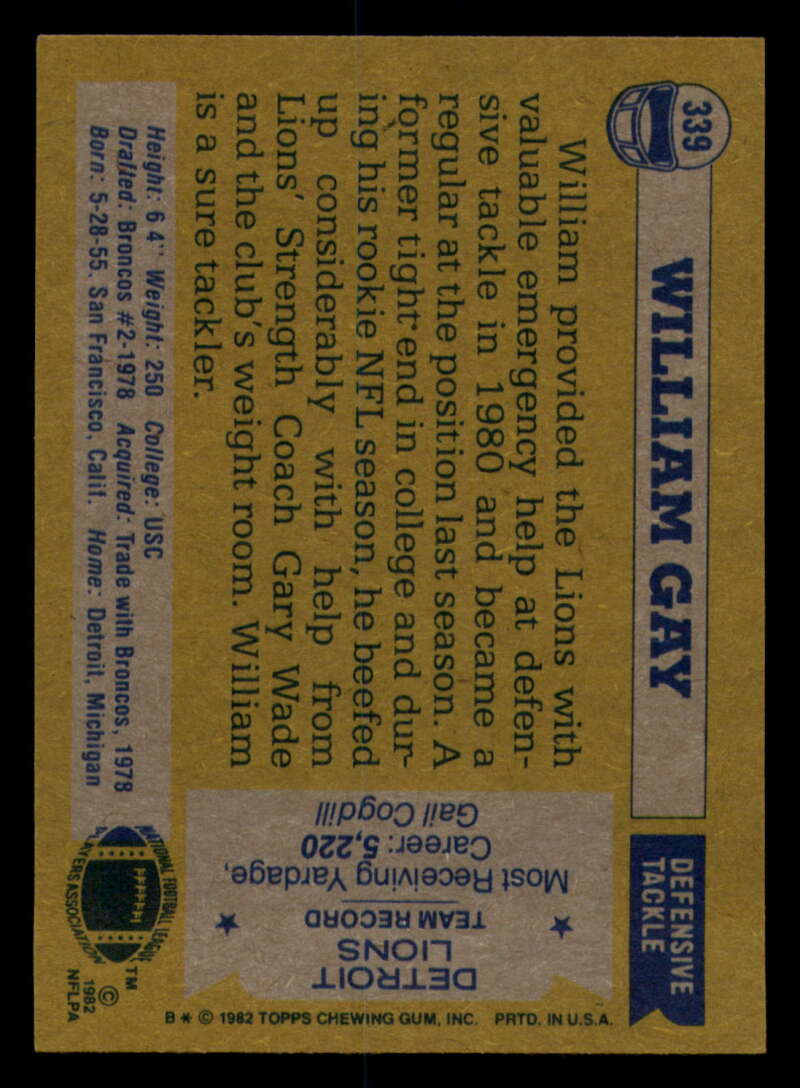 339
WILLIAM GAY
DEFENSIVE
TACKLE
William provided the Lions with
valuable emergency help at defen-
sive tackle in 1980 and became a
regular at the position last season. A
former tight end in college and dur-
ing his rookie NFL season, he beefed
up considerably with help from
Lions' Strength Coach Gary Wade
and the club's weight room. William
is a sure tackler.
Height: 6 4" Weight: 250 College: USC
Drafted: Broncos #2-1978 Acquired: Trade with Broncos, 1978
Born: 5-28-55, San Francisco, Calif. Home: Detroit, Michigan
DETROIT
LIONS
TEAM RECORD
Most Receiving Yardage,
Career: 5,220
Gail Cogdill
NATIONAL FOOTBALL LEAGUE
PLAYERS ASSOCIATION
TM
©
1982
NFLPA
B * © 1982 TOPPS CHEWING GUM, INC. PRTD. IN U.S.A.